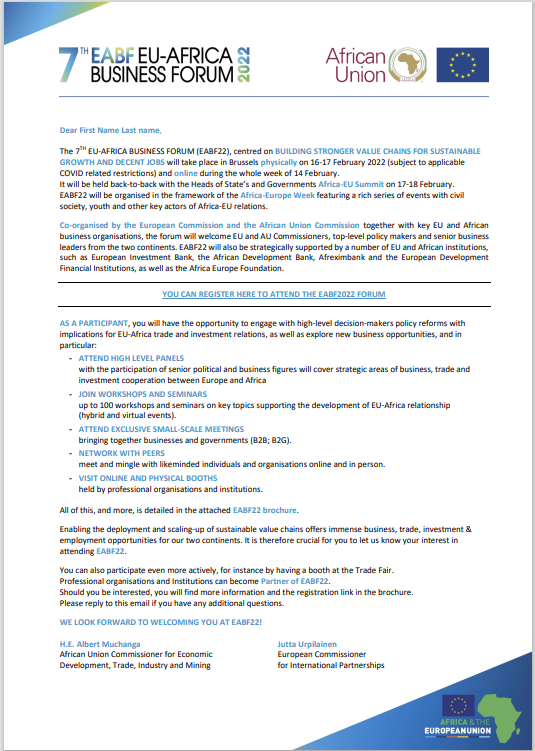 7TH EABF EU-AFRICA
BUSINESS FORUM 2022
African
Union
Dear First Name Last name,
The 7TH EU-AFRICA BUSINESS FORUM (EABF22), centred on BUILDING STRONGER VALUE CHAINS FOR SUSTAINABLE
GROWTH AND DECENT JOBS will take place in Brussels physically on 16-17 February 2022 (subject to applicable
COVID related restrictions) and online during the whole week of 14 February.
It will be held back-to-back with the Heads of State's and Governments Africa-EU Summit on 17-18 February.
EABF22 will be organised in the framework of the Africa-Europe Week featuring a rich series of events with civil
society, youth and other key actors of Africa-EU relations.
Co-organised by the European Commission and the African Union Commission together with key EU and African
business organisations, the forum will welcome EU and AU Commissioners, top-level policy makers and senior business
leaders from the two continents. EABF22 will also be strategically supported by a number of EU and African institutions,
such as European Investment Bank, the African Development Bank, Afreximbank and the European Development
Financial Institutions, as well as the Africa Europe Foundation.
YOU CAN REGISTER HERE TO ATTEND THE EABF2022 FORUM
AS A PARTICIPANT, you will have the opportunity to engage with high-level decision-makers policy reforms with
implications for EU-Africa trade and investment relations, as well as explore new business opportunities, and in
particular:
- ATTEND HIGH LEVEL PANELS
with the participation of senior political and business figures will cover strategic areas of business, trade and
investment cooperation between Europe and Africa
- JOIN WORKSHOPS AND SEMINARS
up to 100 workshops and seminars on key topics supporting the development of EU-Africa relationship
(hybrid and virtual events).
- ATTEND EXCLUSIVE SMALL-SCALE MEETINGS
bringing together businesses and governments (B2B; B2G).
- NETWORK WITH PEERS
meet and mingle with likeminded individuals and organisations online and in person.
- VISIT ONLINE AND PHYSICAL BOOTHS
held by professional organisations and institutions.
All of this, and more, is detailed in the attached EABF22 brochure.
Enabling the deployment and scaling-up of sustainable value chains offers immense business, trade, investment &
employment opportunities for our two continents. It is therefore crucial for you to let us know your interest in
attending EABF22.
You can also participate even more actively, for instance by having a booth at the Trade Fair.
Professional organisations and Institutions can become Partner of EABF22.
Should you be interested, you will find more information and the registration link in the brochure.
Please reply to this email if you have any additional questions.
WE LOOK FORWARD TO WELCOMING YOU AT EABF22!
H.E. Albert Muchanga
African Union Commissioner for Economic
Development, Trade, Industry and Mining
Jutta Urpilainen
European Commissioner
for International Partnerships
AFRICA & THE
EUROPEAN UNION